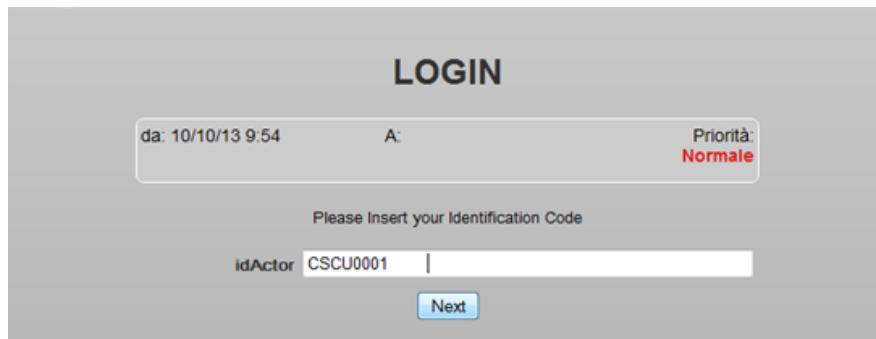 LOGIN
da: 10/10/13 9:54 A: Priorità:
Normale
Please Insert your Identification Code
idActor CSCU0001
Next